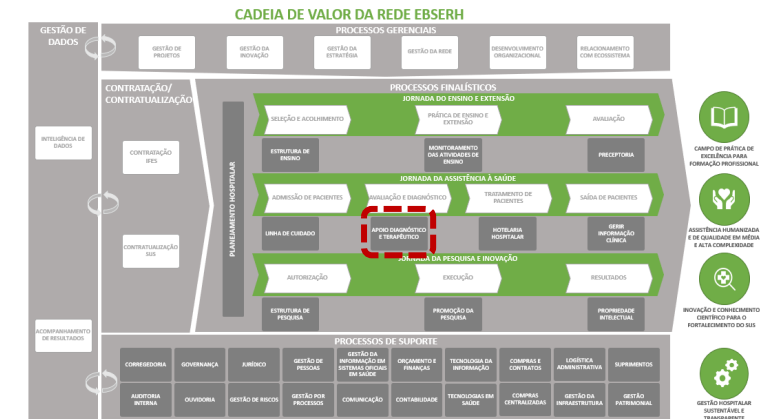 CADEIA DE VALOR DA REDE EBSERH
GESTÃO DE
DADOS
INTELIGÊNCIA DE
DADOS
ACOMPANHAMENTO
DE RESULTADOS
PROCESSOS GERENCIAIS
GESTÃO DE
PROJETOS
GESTÃO DA
INOVAÇÃO
GESTÃO DA
ESTRATÉGIA
GESTÃO DA REDE
DESENVOLVIMENTO
ORGANIZACIONAL
RELACIONAMENTO
COM ECOSSISTEMA
CONTRATAÇÃO/
CONTRATUALIZAÇÃO
CONTRATAÇÃO
IFES
CONTRATUALIZAÇÃO
SUS
PLANEJAMENTO HOSPITALAR
PROCESSOS FINALÍSTICOS
JORNADA DO ENSINO E EXTENSÃO
SELEÇÃO E ACOLHIMENTO
PRÁTICA DE ENSINO E
EXTENSÃO
AVALIAÇÃO
ESTRUTURA DE
ENSINO
MONITORAMENTO
DAS ATIVIDADES DE
ENSINO
PRECEPTORIA
JORNADA DA ASSISTÊNCIA À SAÚDE
ADMISSÃO DE PACIENTES
AVALIAÇÃO E DIAGNÓSTICO
TRATAMENTO DE
PACIENTES
SAÍDA DE PACIENTES
LINHA DE CUIDADO
APOIO DIAGNÓSTICO
E TERAPÊUTICO
HOTELARIA
HOSPITALAR
GERIR
INFORMAÇÃO
CLÍNICA
JORNADA DA PESQUISA E INOVAÇÃO
AUTORIZAÇÃO
EXECUÇÃO
RESULTADOS
ESTRUTURA DE
PESQUISA
PROMOÇÃO DA
PESQUISA
PROPRIEDADE
INTELECTUAL
PROCESSOS DE SUPORTE
CORREGEDORIA
GOVERNANÇA
JURÍDICO
GESTÃO DE
PESSOAS
GESTÃO DA
INFORMAÇÃO EM
SISTEMAS OFICIAIS
EM SAÚDE
ORÇAMENTO E
FINANÇAS
TECNOLOGIA DA
INFORMAÇÃO
COMPRAS E
CONTRATOS
LOGÍSTICA
ADMINISTRATIVA
SUPRIMENTOS
AUDITORIA
INTERNA
OUVIDORIA
GESTÃO DE RISCOS
GESTÃO POR
PROCESSOS
COMUNICAÇÃO
CONTABILIDADE
TECNOLOGIAS EM
SAÚDE
COMPRAS
CENTRALIZADAS
GESTÃO DA
INFRAESTRUTURA
GESTÃO
PATRIMONIAL
CAMPO DE PRÁTICA DE
EXCELÊNCIA PARA
FORMAÇÃO PROFISSIONAL
ASSISTÊNCIA HUMANIZADA
E DE QUALIDADE EM MÉDIA
E ALTA COMPLEXIDADE
INOVAÇÃO E CONHECIMENTO
CIENTÍFICO PARA O
FORTALECIMENTO DO SUS
GESTÃO HOSPITALAR
SUSTENTÁVEL E
TRANSPARENTE